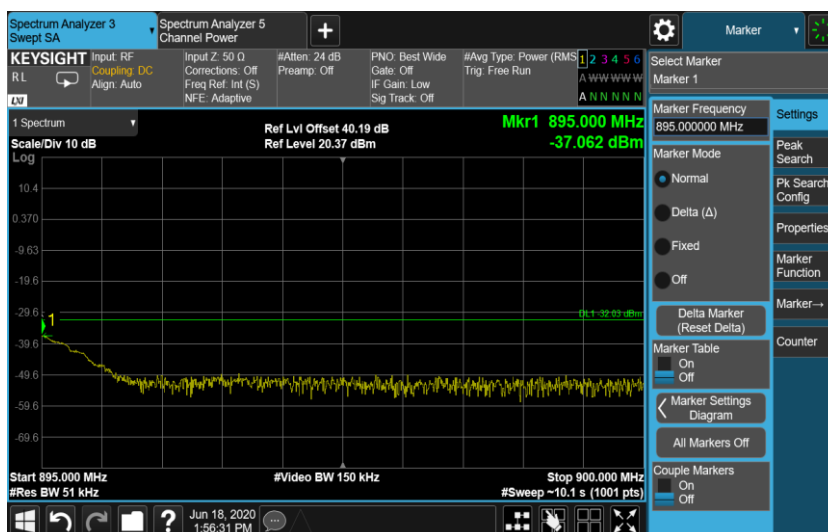 Spectrum Analyzer 3
Swept SA
Spectrum Analyzer 5
Channel Power
+
Marker
KEYSIGHT
RL
LXI
Input: RF
Coupling: DC
Align: Auto
Input Z: 50 Ω
Corrections: Off
Freq Ref: Int (S)
NFE: Adaptive
#Atten: 24 dB
Preamp: Off
PNO: Best Wide
Gate: Off
IF Gain: Low
Sig Track: Off
#Avg Type: Power (RMS
Trig: Free Run
1 2 3 4 5 6
A W W W W W
A N N N N N
Select Marker
Marker 1
1 Spectrum
Scale/Div 10 dB
Ref Lvl Offset 40.19 dB
Ref Level 20.37 dBm
Mkr1 895.000 MHz
-37.062 dBm
Log
10.4
0.370
-9.63
-19.6
-29.6
-39.6
-49.6
-59.6
-69.6
1
DL1 -32.03 dBm
Start 895.000 MHz
#Res BW 51 kHz
#Video BW 150 kHz
Stop 900.000 MHz
#Sweep ~10.1 s (1001 pts)
Marker Frequency
895.000000 MHz
Marker Mode
Normal
Delta (Δ)
Fixed
Off
Delta Marker
(Reset Delta)
Marker Table
On
Off
Marker Settings
Diagram
All Markers Off
Couple Markers
On
Off
Settings
Peak
Search
Pk Search
Config
Properties
Marker
Function
Marker→
Counter
?
Jun 18, 2020
1:56:31 PM